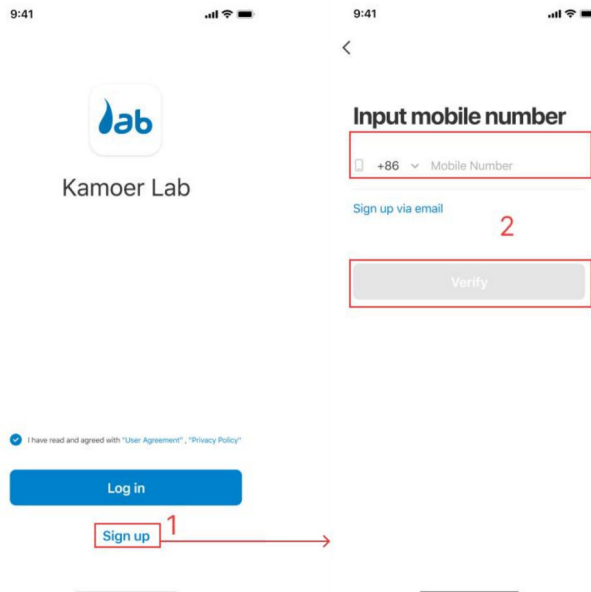 9:41
lab
Kamoer Lab
I have read and agreed with "User Agreement" , "Privacy Policy"
Log in
Sign up
1
9:41
Input mobile number
+86 Mobile Number
Sign up via email
2
Verify